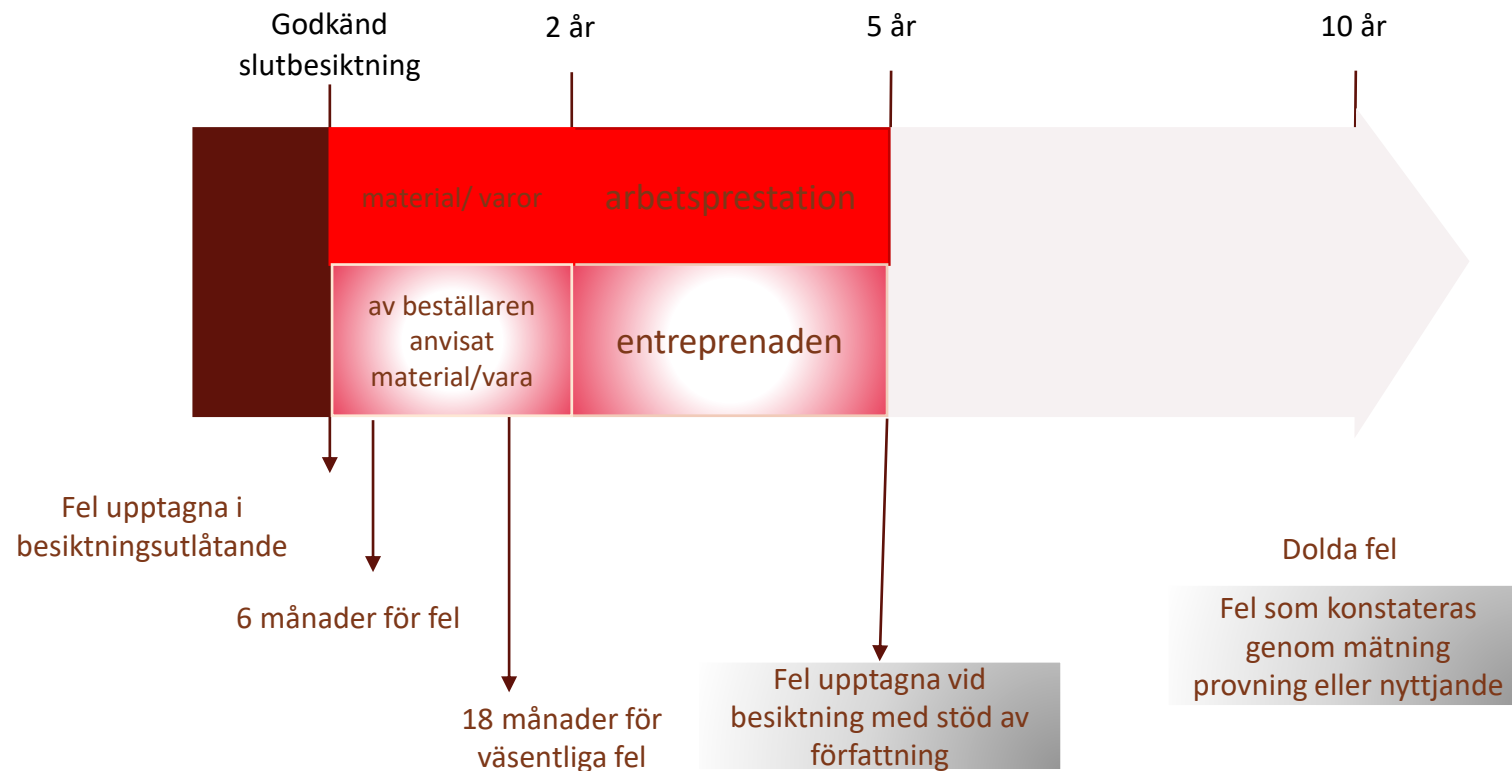 Godkänd
slutbesiktning
2 år
5 år
10 år
material/ varor
arbetsprestation
av beställaren
anvisat
material/vara
entreprenaden
Fel upptagna i
besiktningsutlåtande
6 månader för fel
18 månader för
väsentliga fel
Fel upptagna vid
besiktning med stöd av
författning
Dolda fel
Fel som konstateras
genom mätning
provning eller nyttjande